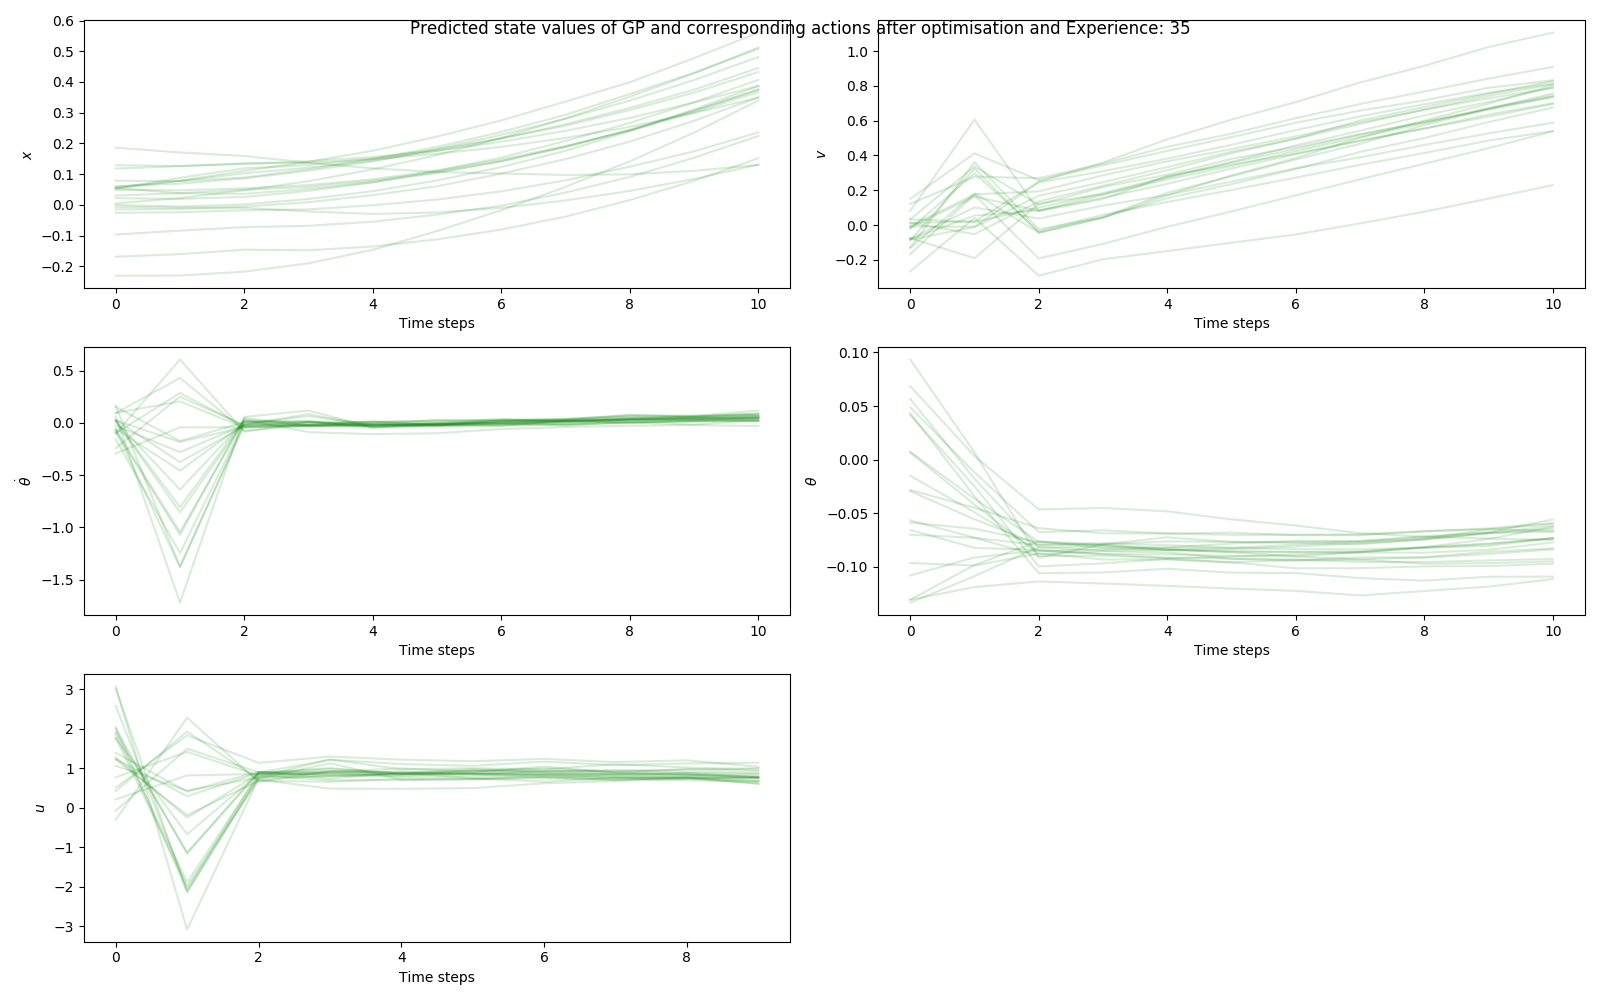 Predicted state values of GP and corresponding actions after optimisation and Experience: 35
0.6
0.5
0.4
0.3
0.2
0.1
0.0
−0.1
−0.2
x
0 2 4 6 8 10
Time steps
1.0
0.8
0.6
0.4
0.2
0.0
−0.2
v
0 2 4 6 8 10
Time steps
0.5
0.0
−0.5
−1.0
−1.5
θ̇
0 2 4 6 8 10
Time steps
0.10
0.05
0.00
−0.05
−0.10
θ
0 2 4 6 8 10
Time steps
3
2
1
0
−1
−2
−3
u
0 2 4 6 8
Time steps